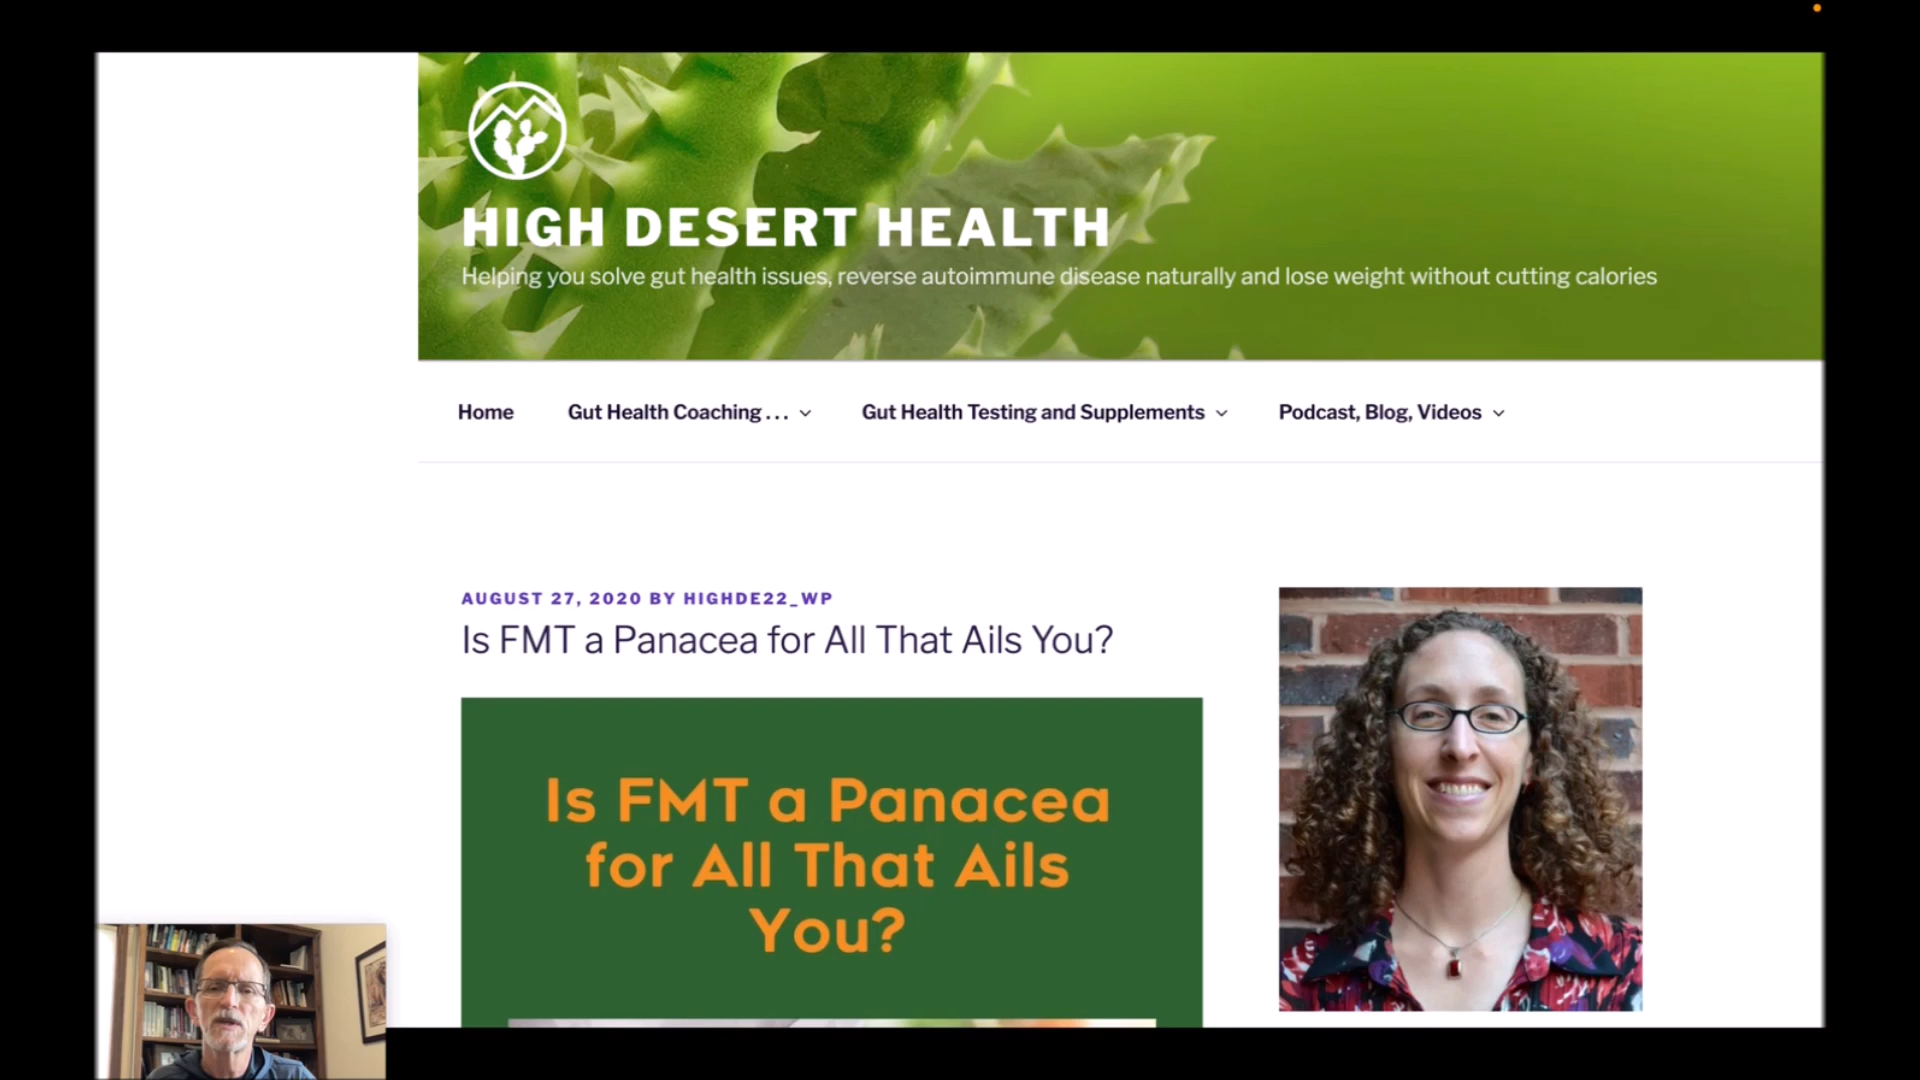 HIGH DESERT HEALTH
Helping you solve gut health issues, reverse autoimmune disease naturally and lose weight without cutting calories
Home
Gut Health Coaching . . .
Gut Health Testing and Supplements
Podcast, Blog, Videos
AUGUST 27, 2020 BY HIGHDE22_WP
Is FMT a Panacea for All That Ails You?
Is FMT a Panacea
for All That Ails
You?